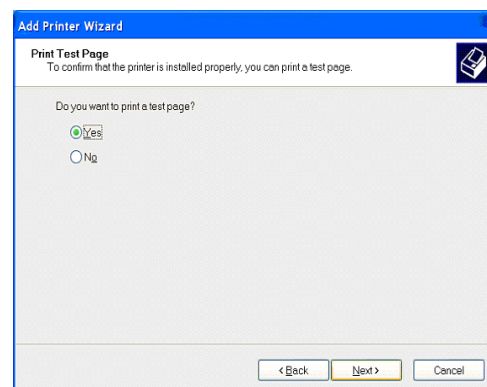 Add Printer Wizard
Print Test Page
To confirm that the printer is installed properly, you can print a test page.
Do you want to print a test page?
Yes
No
< Back Next > Cancel